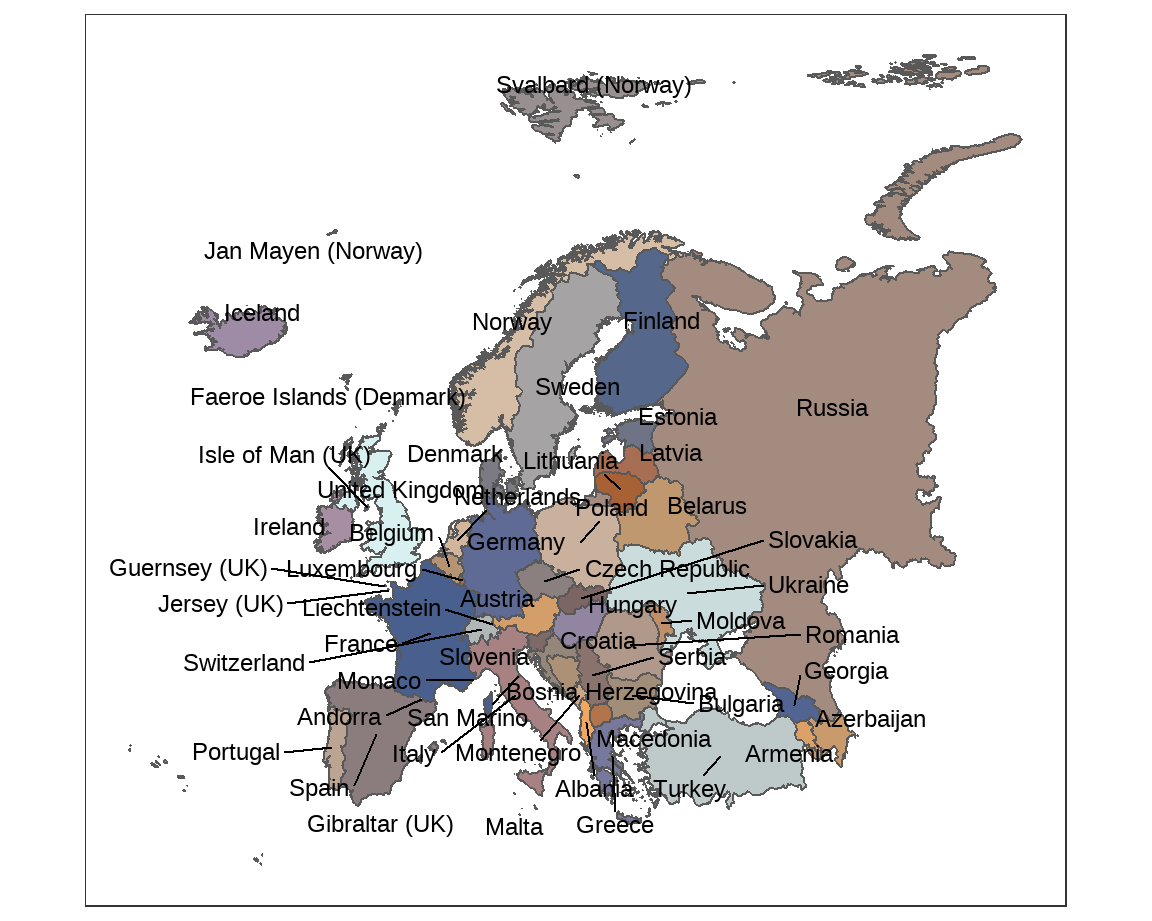 Svalbard (Norway)
Jan Mayen (Norway)
Iceland
Norway
Finland
Sweden
Faeroe Islands (Denmark)
Russia
Estonia
Isle of Man (UK)
Denmark
Lithuania
Latvia
United Kingdom
Netherlands
Poland
Belarus
Ireland
Belgium
Germany
Slovakia
Guernsey (UK)
Luxembourg
Czech Republic
Ukraine
Jersey (UK)
Liechtenstein
Austria
Hungary
Moldova
France
Croatia
Romania
Switzerland
Slovenia
Serbia
Georgia
Monaco
Bosnia Herzegovina
Bulgaria
Andorra
San Marino
Azerbaijan
Portugal
Italy
Montenegro
Macedonia
Armenia
Spain
Albania
Turkey
Gibraltar (UK)
Malta
Greece